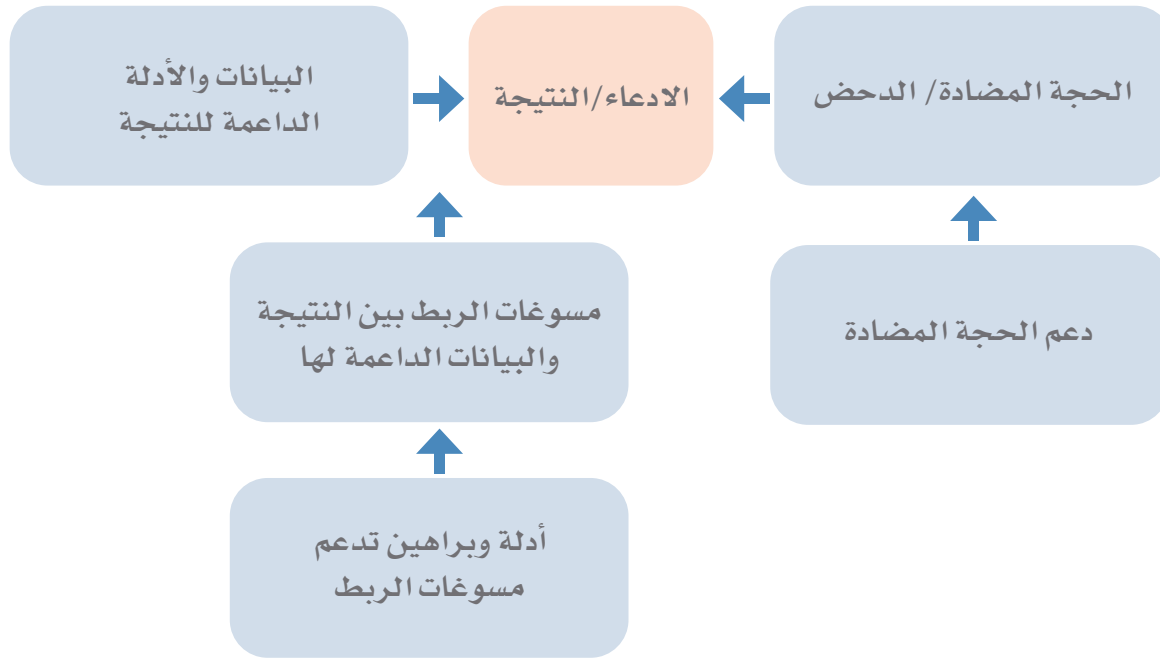 الحجة المضادة/ الدحض
الادعاء/النتيجة
البيانات والأدلة
الداعمة للنتيجة
دعم الحجة المضادة
مسوغات الربط بين النتيجة
والبيانات الداعمة لها
أدلة وبراهين تدعم
مسوغات الربط